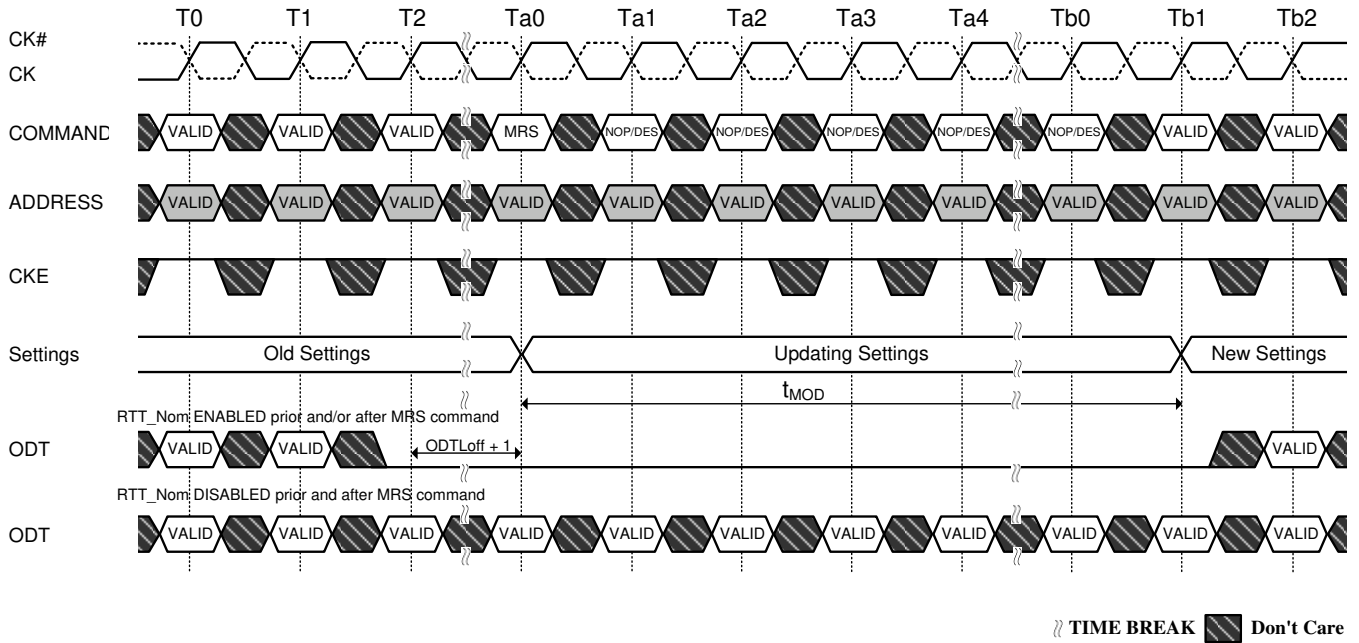 T0 T1 T2 Ta0 Ta1 Ta2 Ta3 Ta4 Tb0 Tb1 Tb2
CK#
CK
COMMAND VALID VALID VALID MRS NOP/DES NOP/DES NOP/DES NOP/DES NOP/DES VALID VALID
ADDRESS VALID VALID VALID VALID VALID VALID VALID VALID VALID VALID VALID
CKE
Settings Old Settings Updating Settings New Settings
tMOD
RTT_Nom ENABLED prior and/or after MRS command
ODT VALID VALID ODTLoff + 1 VALID
RTT_Nom DISABLED prior and after MRS command
ODT VALID VALID VALID VALID VALID VALID VALID VALID VALID VALID VALID
TIME BREAK Don't Care